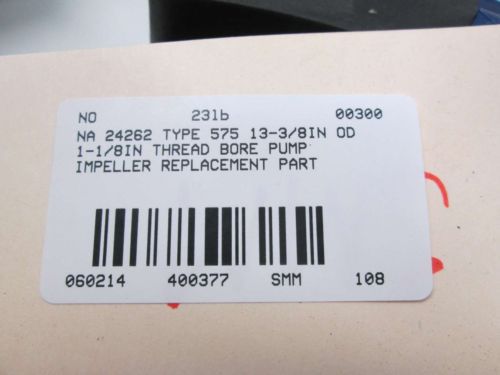 NO 231b 00300
NA 24262 TYPE 575 13-3/8IN OD
1-1/8IN THREAD BORE PUMP
IMPELLER REPLACEMENT PART
060214 400377 SMM 108